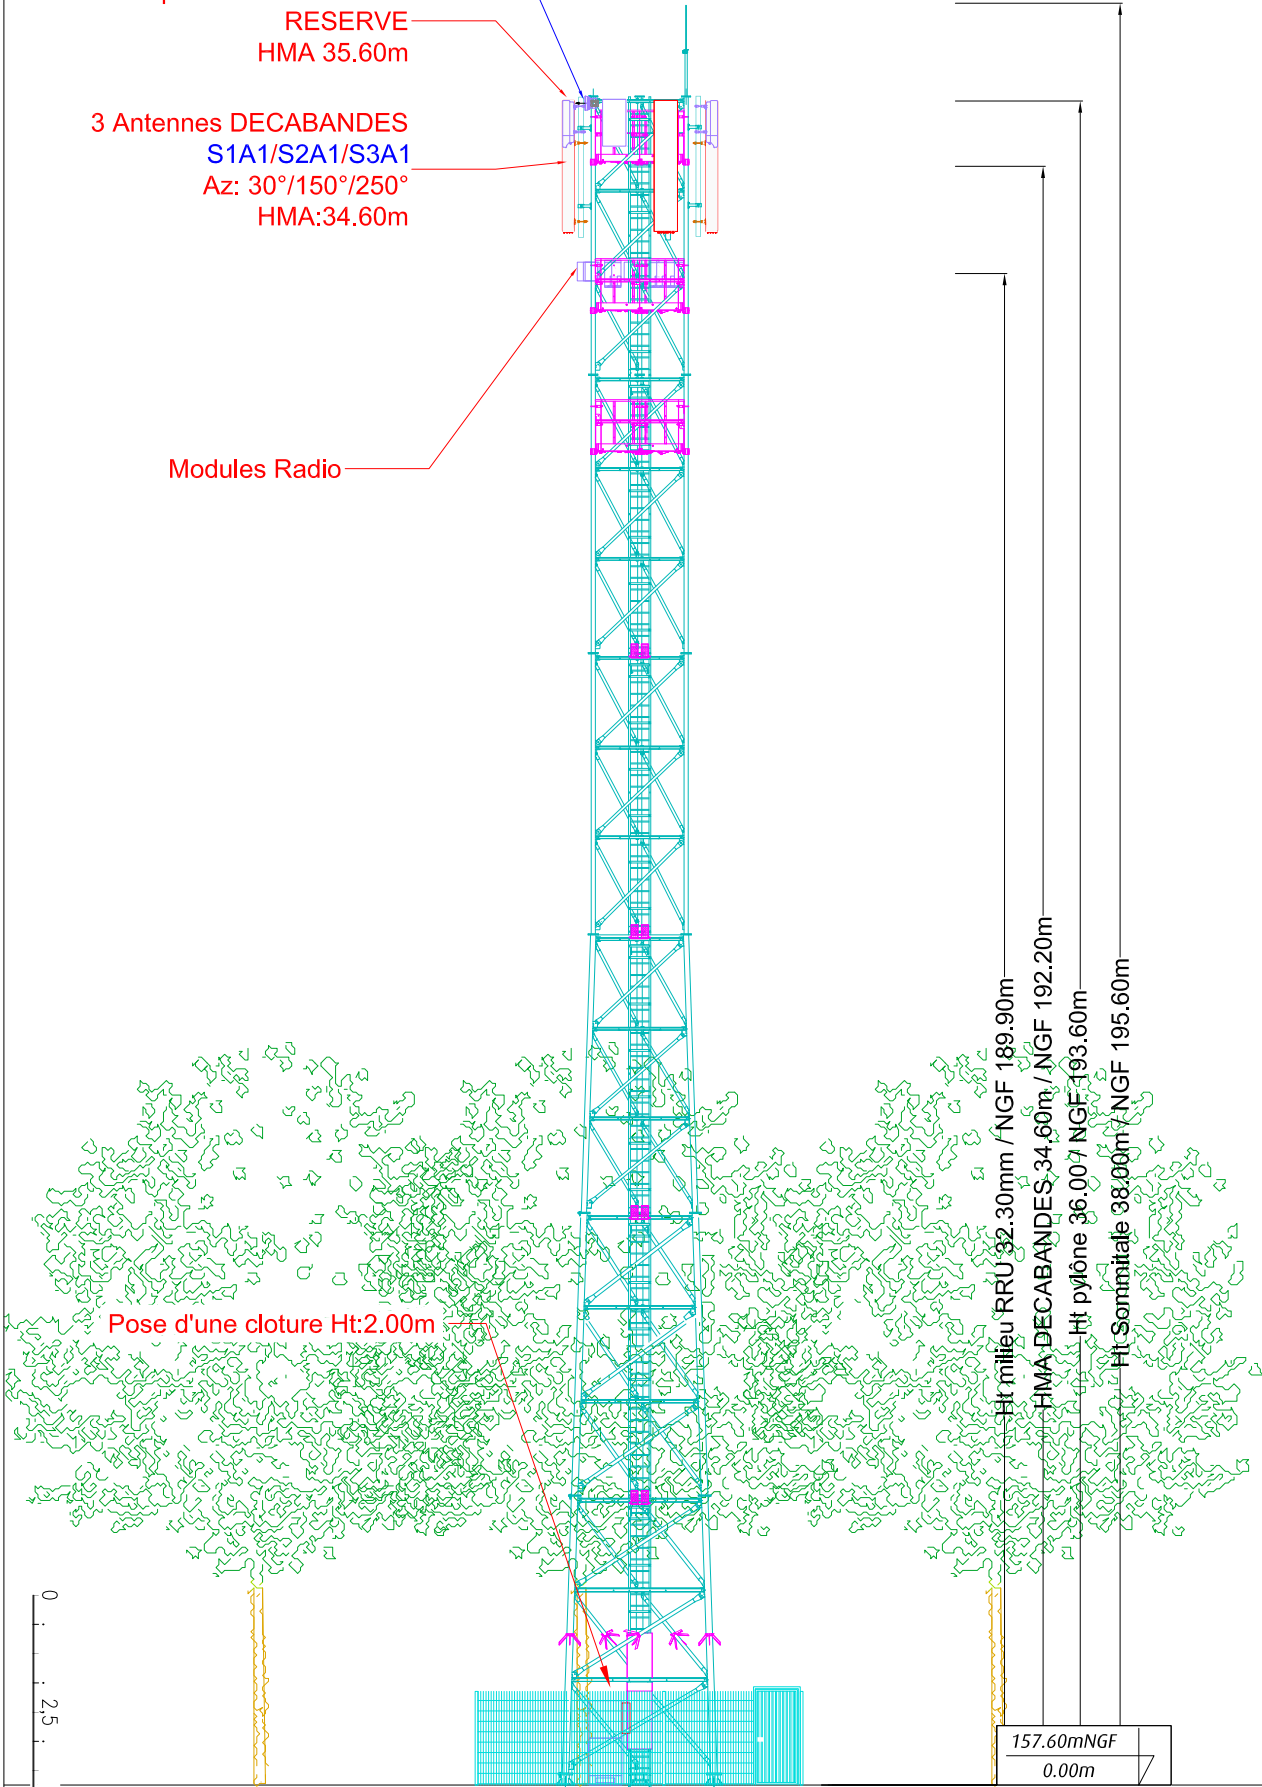 RESERVE
HMA 35.60m
3 Antennes DECABANDES
S1A1/S2A1/S3A1
Az: 30°/150°/250°
HMA:34.60m
Modules Radio
Pose d'une cloture Ht:2.00m
Ht milieu RRU 32.30mm / NGF 189.90m
HMA DECABANDES 34.60m / NGF 192.20m
Ht pylône 36.00 / NGF 193.60m
Ht Sommitale 38.00m / NGF 195.60m
0
2,5
157.60mNGF
0.00m